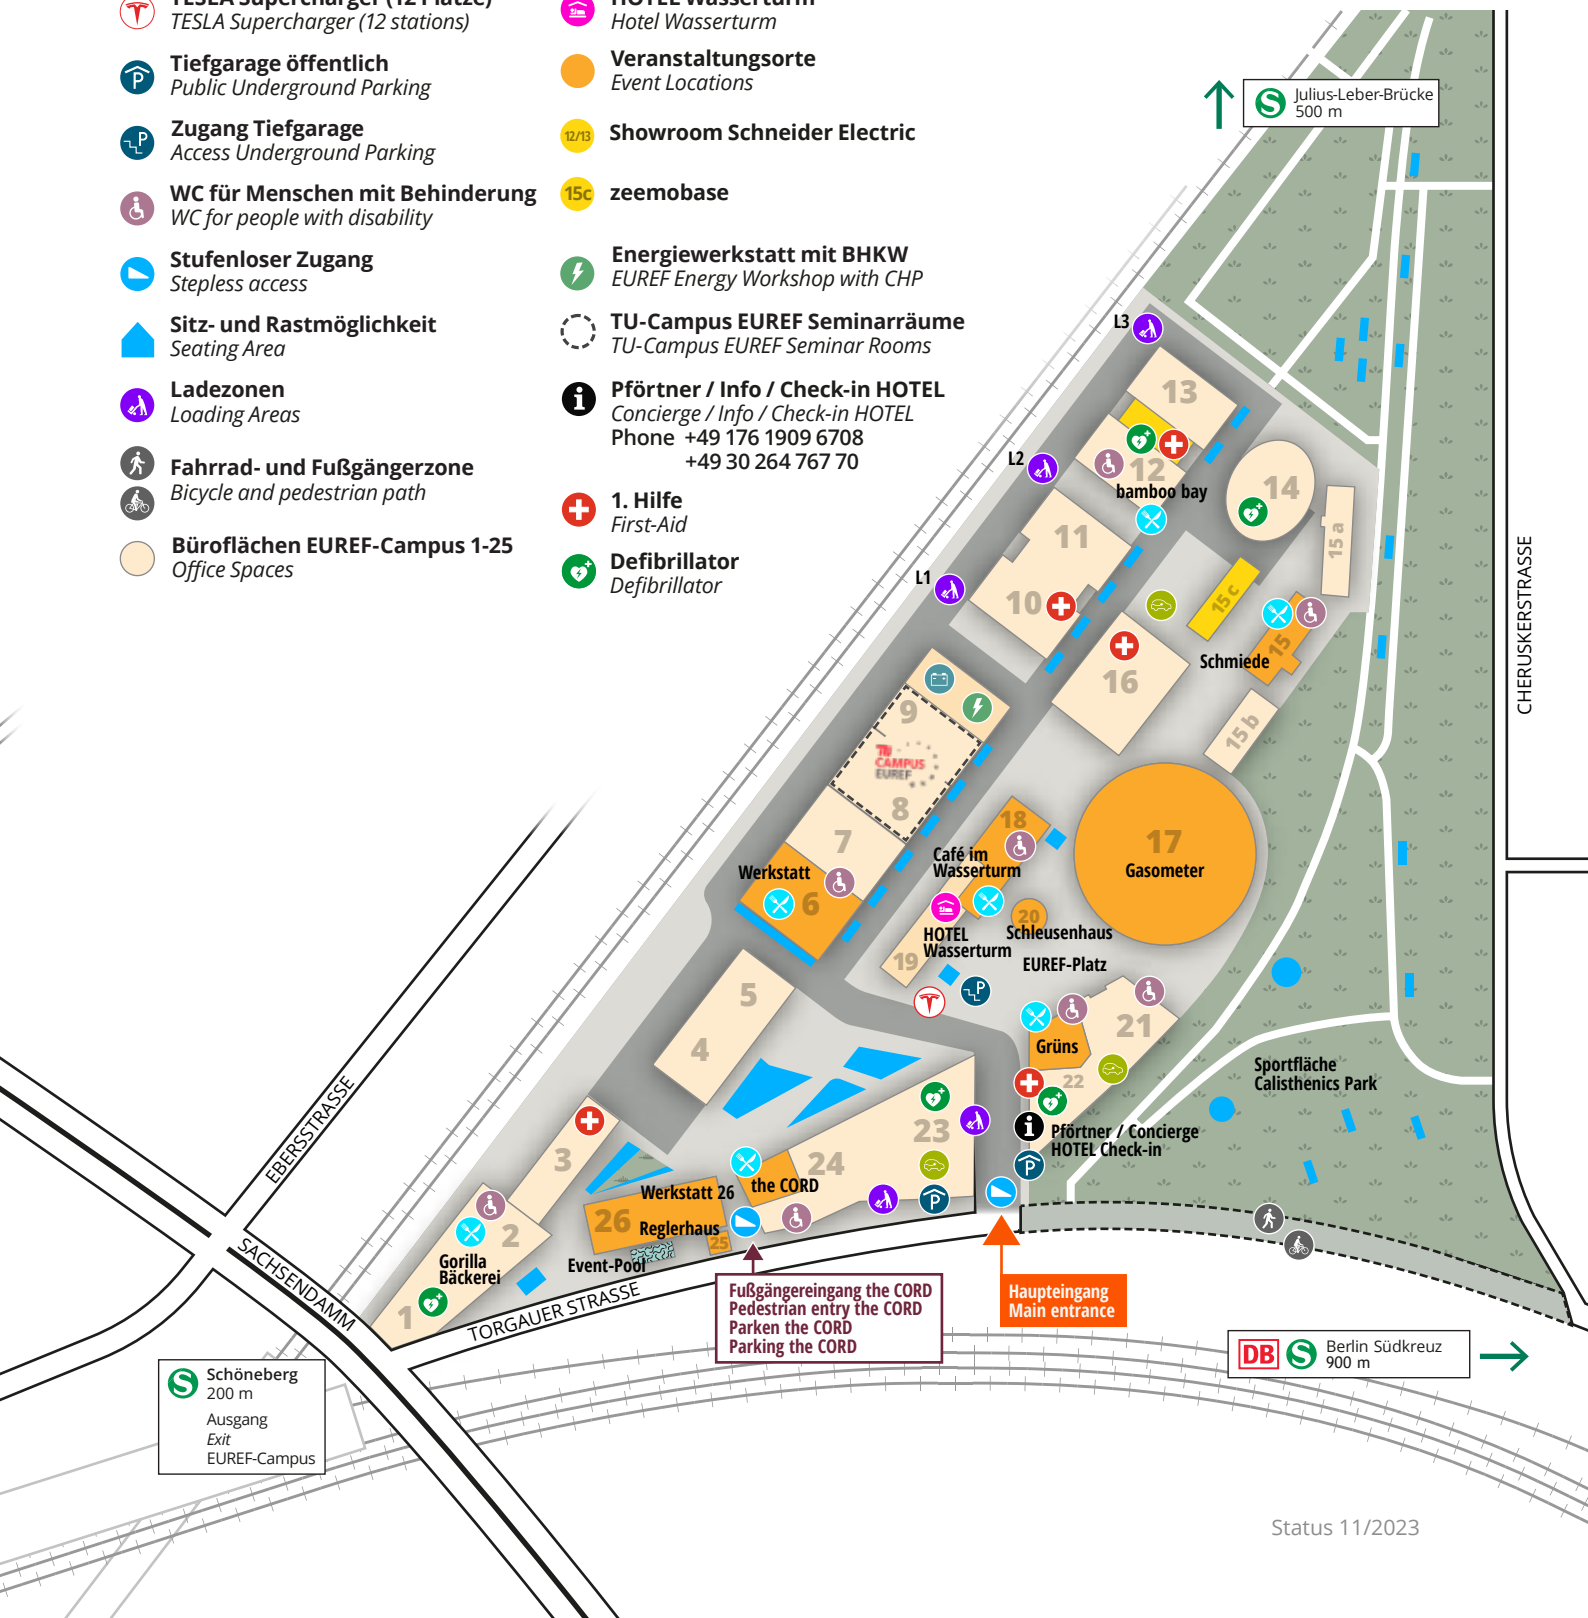 TESLA Supercharger (12 Plätze)
TESLA Supercharger (12 stations)
Tiefgarage öffentlich
Public Underground Parking
Zugang Tiefgarage
Access Underground Parking
WC für Menschen mit Behinderung
WC for people with disability
Stufenloser Zugang
Stepless access
Sitz- und Rastmöglichkeit
Seating Area
Ladezonen
Loading Areas
Fahrrad- und Fußgängerzone
Bicycle and pedestrian path
Büroflächen EUREF-Campus 1-25
Office Spaces
HOTEL Wasserturm
Hotel Wasserturm
Veranstaltungsorte
Event Locations
12/13
Showroom Schneider Electric
15c
zeemobase
Energiewerkstatt mit BHKW
EUREF Energy Workshop with CHP
TU-Campus EUREF Seminarräume
TU-Campus EUREF Seminar Rooms
Pförtner / Info / Check-in HOTEL
Concierge / Info / Check-in HOTEL
Phone +49 176 1909 6708
+49 30 264 767 70
1. Hilfe
First-Aid
Defibrillator
Defibrillator
S
Julius-Leber-Brücke
500 m
L3
13
L2
12
bamboo bay
14
15 a
11
L1
10
15 c
15
Schmiede
16
15 b
CHERUSKERSTRASSE
9
TU
CAMPUS
EUREF
8
7
Werkstatt
6
18
Café im
Wasserturm
17
Gasometer
20
Schleusenhaus
HOTEL
Wasserturm
19
EUREF-Platz
P
T
5
4
21
Grüns
22
Sportfläche
Calisthenics Park
Pförtner / Concierge
HOTEL Check-in
P
23
24
the CORD
P
3
Werkstatt 26
26
Reglerhaus
25
Event-Pool
2
Gorilla
Bäckerei
1
EBERSSTRASSE
SACHSENDAMM
TORGAUER STRASSE
Fußgängereingang the CORD
Pedestrian entry the CORD
Parken the CORD
Parking the CORD
Haupteingang
Main entrance
DB
S
Berlin Südkreuz
900 m
S
Schöneberg
200 m
Ausgang
Exit
EUREF-Campus
Status 11/2023